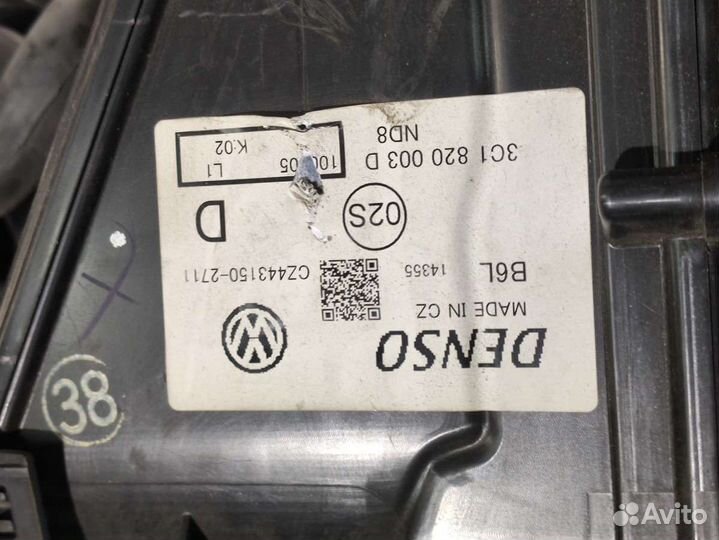 DENSO
MADE IN CZ
B6L 14355 CZ443150-2711
02S
D
3C1 820 003 D
ND8
L1
K:02
38
Avito